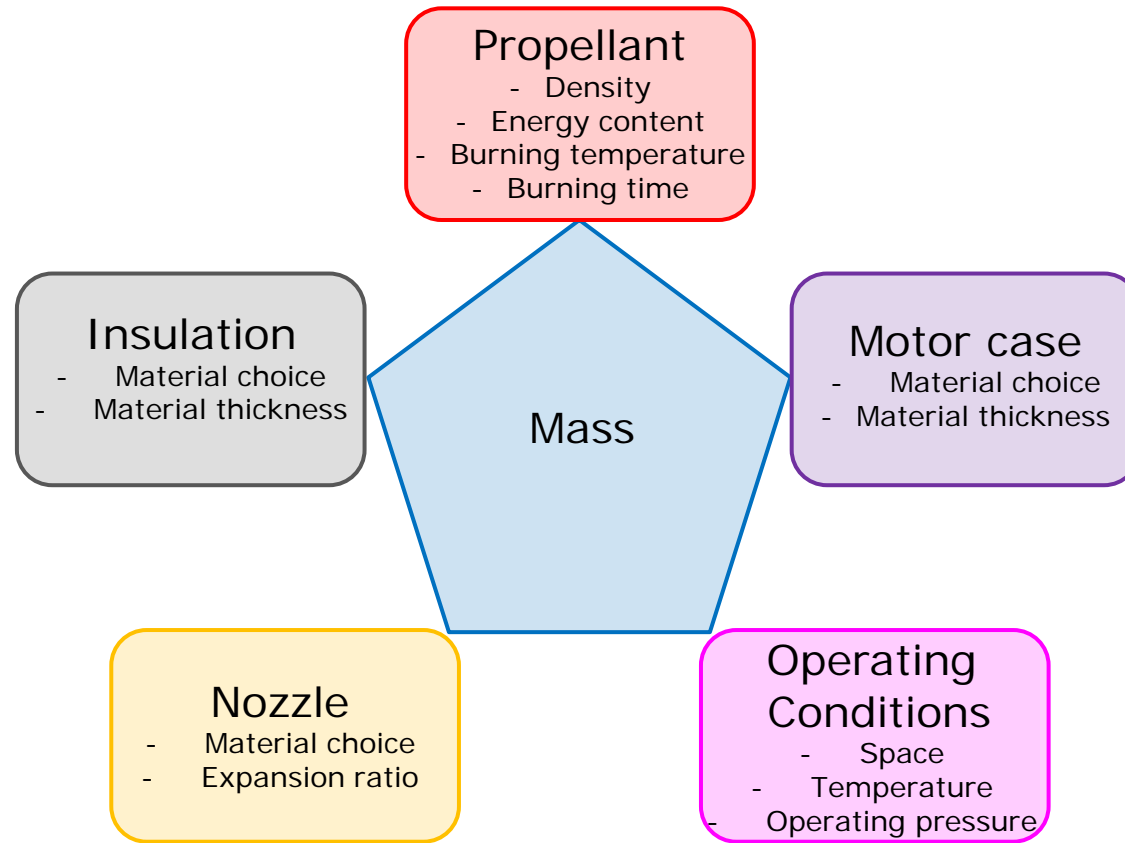 Propellant
- Density
- Energy content
- Burning temperature
- Burning time
Insulation
- Material choice
- Material thickness
Motor case
- Material choice
- Material thickness
Mass
Nozzle
- Material choice
- Expansion ratio
Operating
Conditions
- Space
- Temperature
- Operating pressure